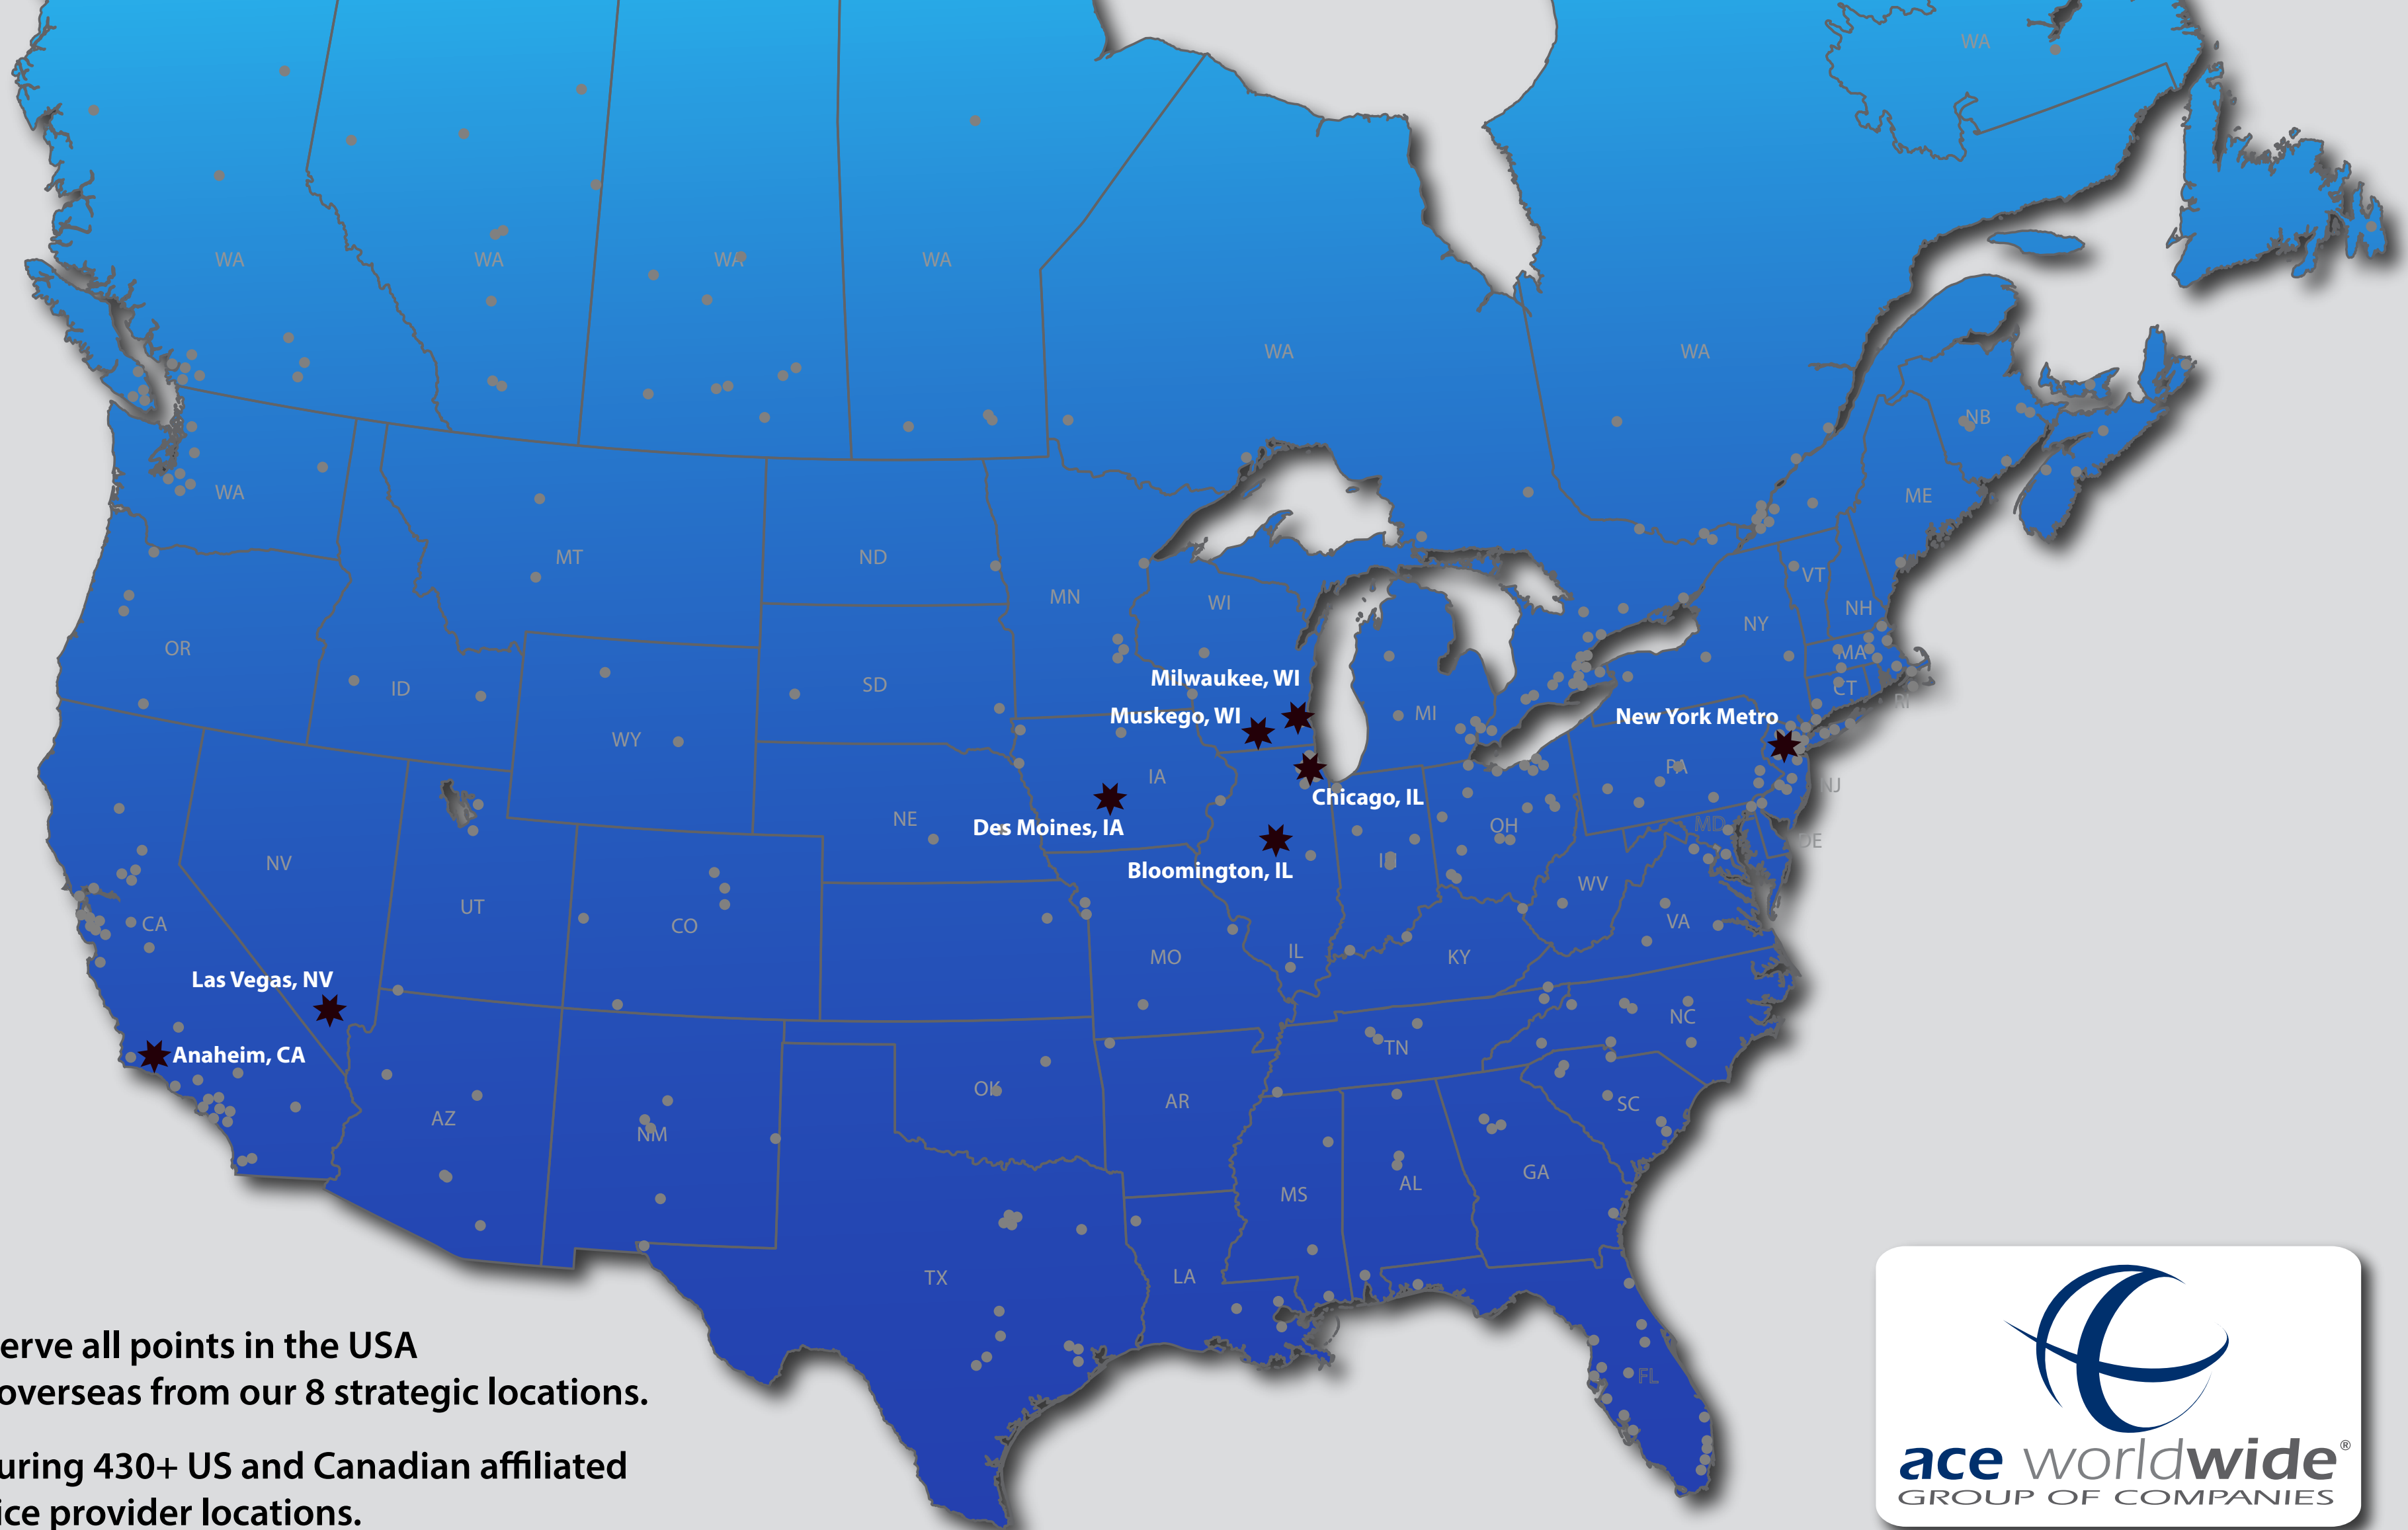 WA
WA
WA
WA
WA
WA
WA
NB
WA
ME
MT
ND
VT
MN
WI
NH
NY
OR
MA
Milwaukee, WI
SD
ID
CT
RI
Muskego, WI
MI
New York Metro
WY
PA
IA
NJ
Chicago, IL
NE
Des Moines, IA
OH
MD
DE
NV
IN
Bloomington, IL
WV
UT
VA
CA
CO
IL
MO
KY
Las Vegas, NV
NC
TN
Anaheim, CA
OK
AR
SC
AZ
NM
GA
AL
MS
TX
LA
erve all points in the USA
overseas from our 8 strategic locations.
FL
uring 430+ US and Canadian affiliated
ice provider locations.
ace worldwide®
GROUP OF COMPANIES